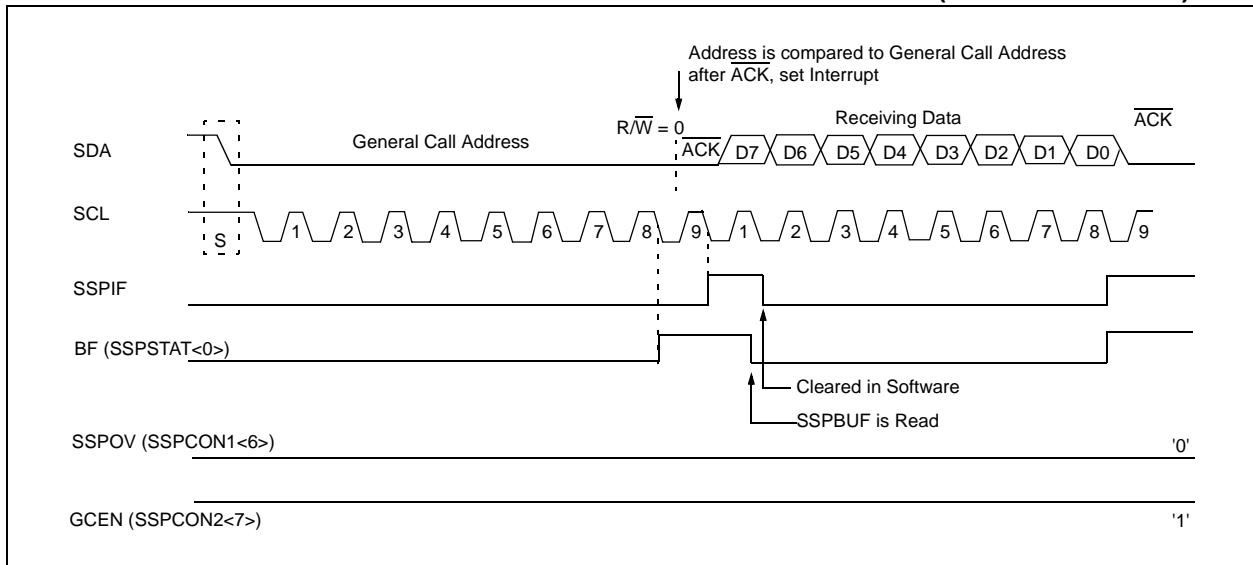 Address is compared to General Call Address
after A̅C̅K̅, set Interrupt
R/W̅ = 0
Receiving Data
A̅C̅K̅
SDA
General Call Address
A̅C̅K̅ D7 D6 D5 D4 D3 D2 D1 D0
SCL
S
1 2 3 4 5 6 7 8 9 1 2 3 4 5 6 7 8 9
SSPIF
BF (SSPSTAT<0>)
Cleared in Software
SSPBUF is Read
SSPOV (SSPCON1<6>)
'0'
GCEN (SSPCON2<7>)
'1'